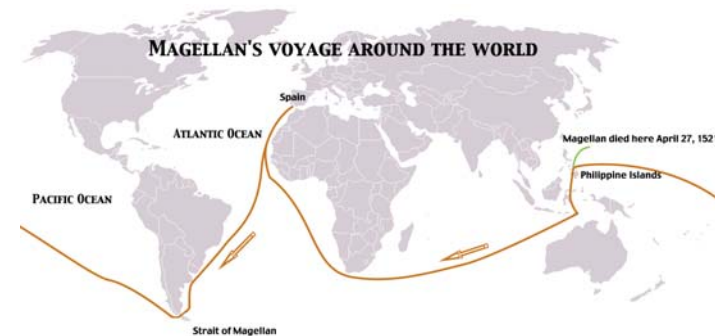 MAGELLAN'S VOYAGE AROUND THE WORLD
Spain
ATLANTIC OCEAN
Magellan died here April 27, 152
Philippine Islands
PACIFIC OCEAN
Strait of Magellan